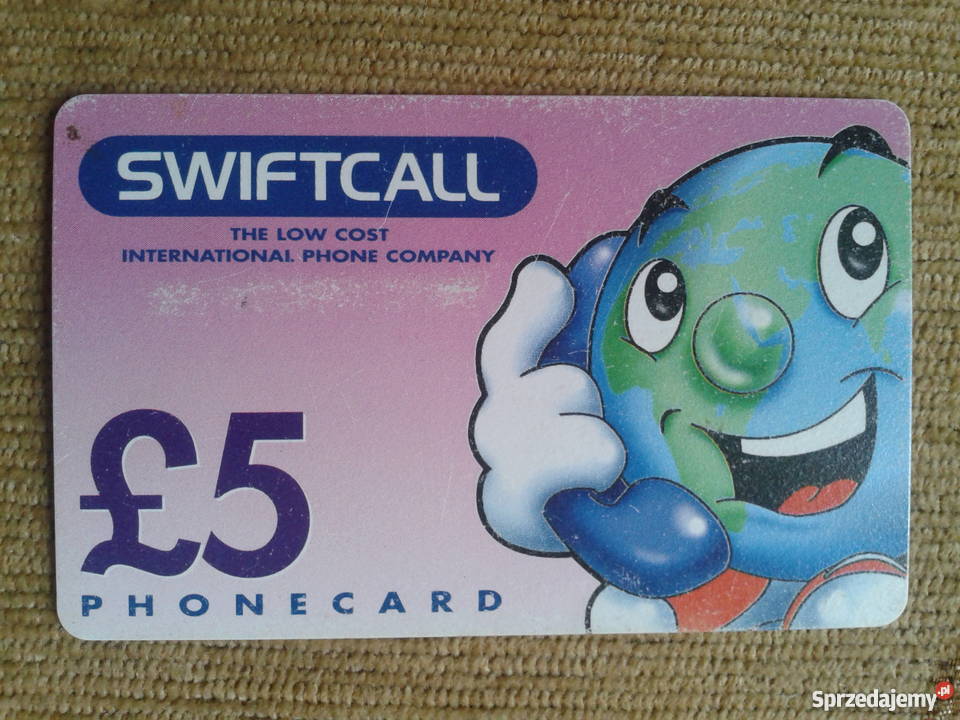 SWIFTCALL
THE LOW COST
INTERNATIONAL PHONE COMPANY
£5
PHONECARD
Sprzedajemy.pl